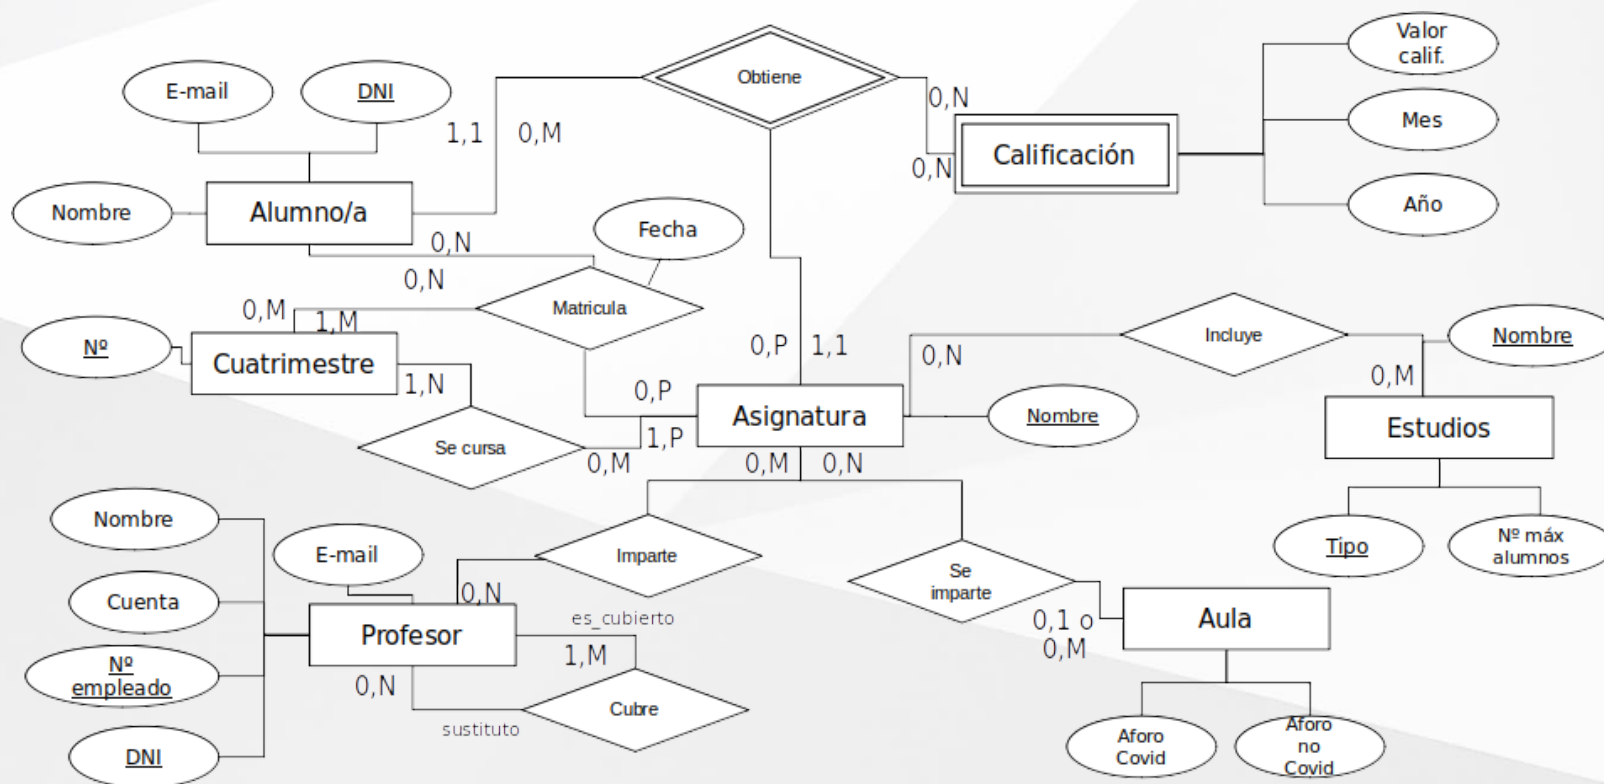 Valor
calif.
Obtiene
E-mail
DNI
0,N
Mes
1,1
0,M
Calificación
0,N
Año
Nombre
Alumno/a
Fecha
0,N
0,N
0,M
1,M
Matricula
Nº
Cuatrimestre
0,P
1,1
0,N
Incluye
Nombre
1,N
0,P
0,M
Asignatura
Nombre
Estudios
Se cursa
1,P
0,M
0,M
0,N
Nombre
E-mail
Imparte
Tipo
Nº máx
alumnos
Se
imparte
Cuenta
0,N
es_cubierto
0,1 o
0,M
Aula
Profesor
1,M
Nº
empleado
0,N
Cubre
sustituto
DNI
Aforo
Covid
Aforo
no
Covid